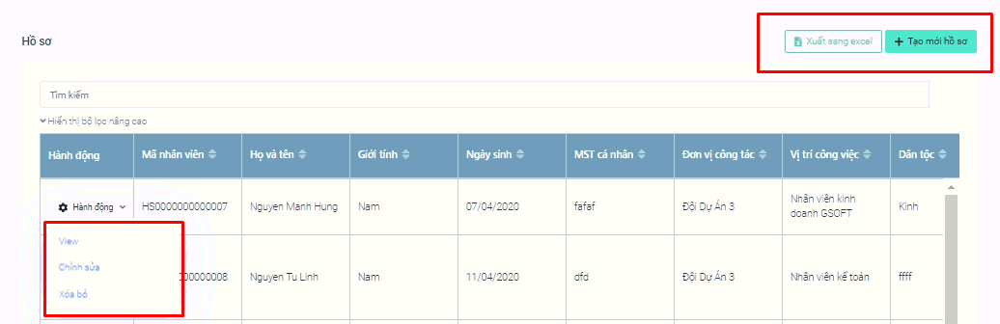 Hồ sơ
Xuất sang excel
Tạo mới hồ sơ
Tìm kiếm
Hiển thị bộ lọc nâng cao
Hành động Mã nhân viên Họ và tên Giới tính Ngày sinh MST cá nhân Đơn vị công tác Vị trí công việc Dân tộc
Hành động HS0000000000007 Nguyen Manh Hung Nam 07/04/2020 fafaf Đội Dự Án 3 Nhân viên kinh doanh GSOFT Kinh
View
Chỉnh sửa
Xóa bỏ
00000008 Nguyen Tu Linh Nam 11/04/2020 dfd Đội Dự Án 3 Nhân viên kế toán ffff